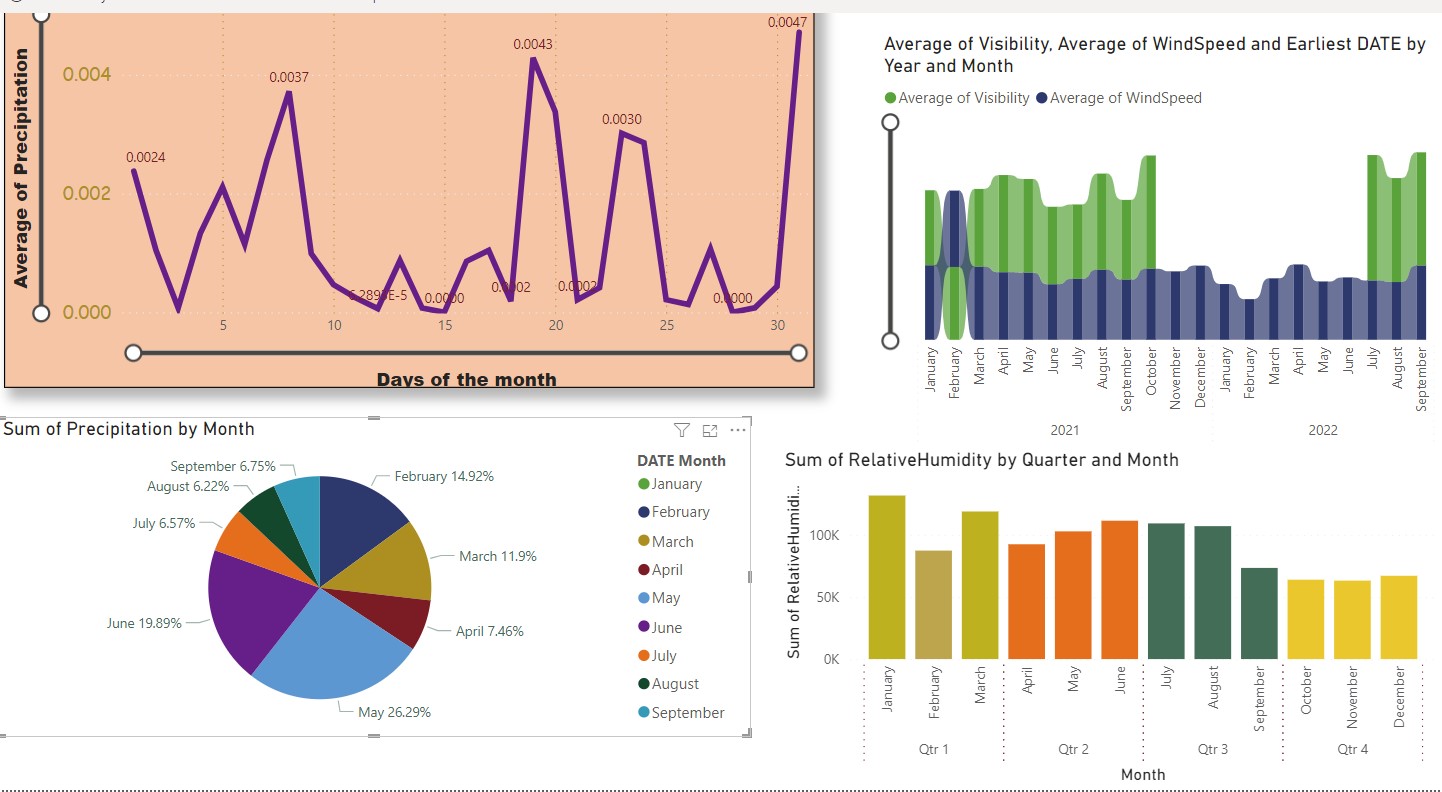 Average of Precipitation
0.004
0.002
0.000
0.0024
0.0037
0.0043
0.0030
0.0047
0.0000
0.0002
0.0000
5
10
15
20
25
30
Days of the month
Average of Visibility, Average of WindSpeed and Earliest DATE by
Year and Month
Average of Visibility
Average of WindSpeed
January
February
March
April
May
June
July
August
September
October
November
December
January
February
March
April
May
June
July
August
September
2021
2022
Sum of Precipitation by Month
September 6.75%
August 6.22%
July 6.57%
June 19.89%
May 26.29%
April 7.46%
March 11.9%
February 14.92%
DATE Month
January
February
March
April
May
June
July
August
September
Sum of RelativeHumidity by Quarter and Month
Sum of RelativeHumidi...
100K
50K
0K
January
February
March
April
May
June
July
August
September
October
November
December
Qtr 1
Qtr 2
Qtr 3
Qtr 4
Month